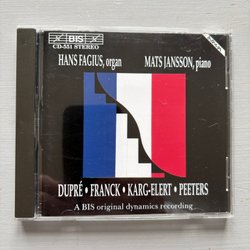 BIS
CD-551 STEREO
HANS FAGIUS, organ MATS JANSSON, piano
DUPRÉ • FRANCK • KARG-ELERT • PEETERS
A BIS original dynamics recording